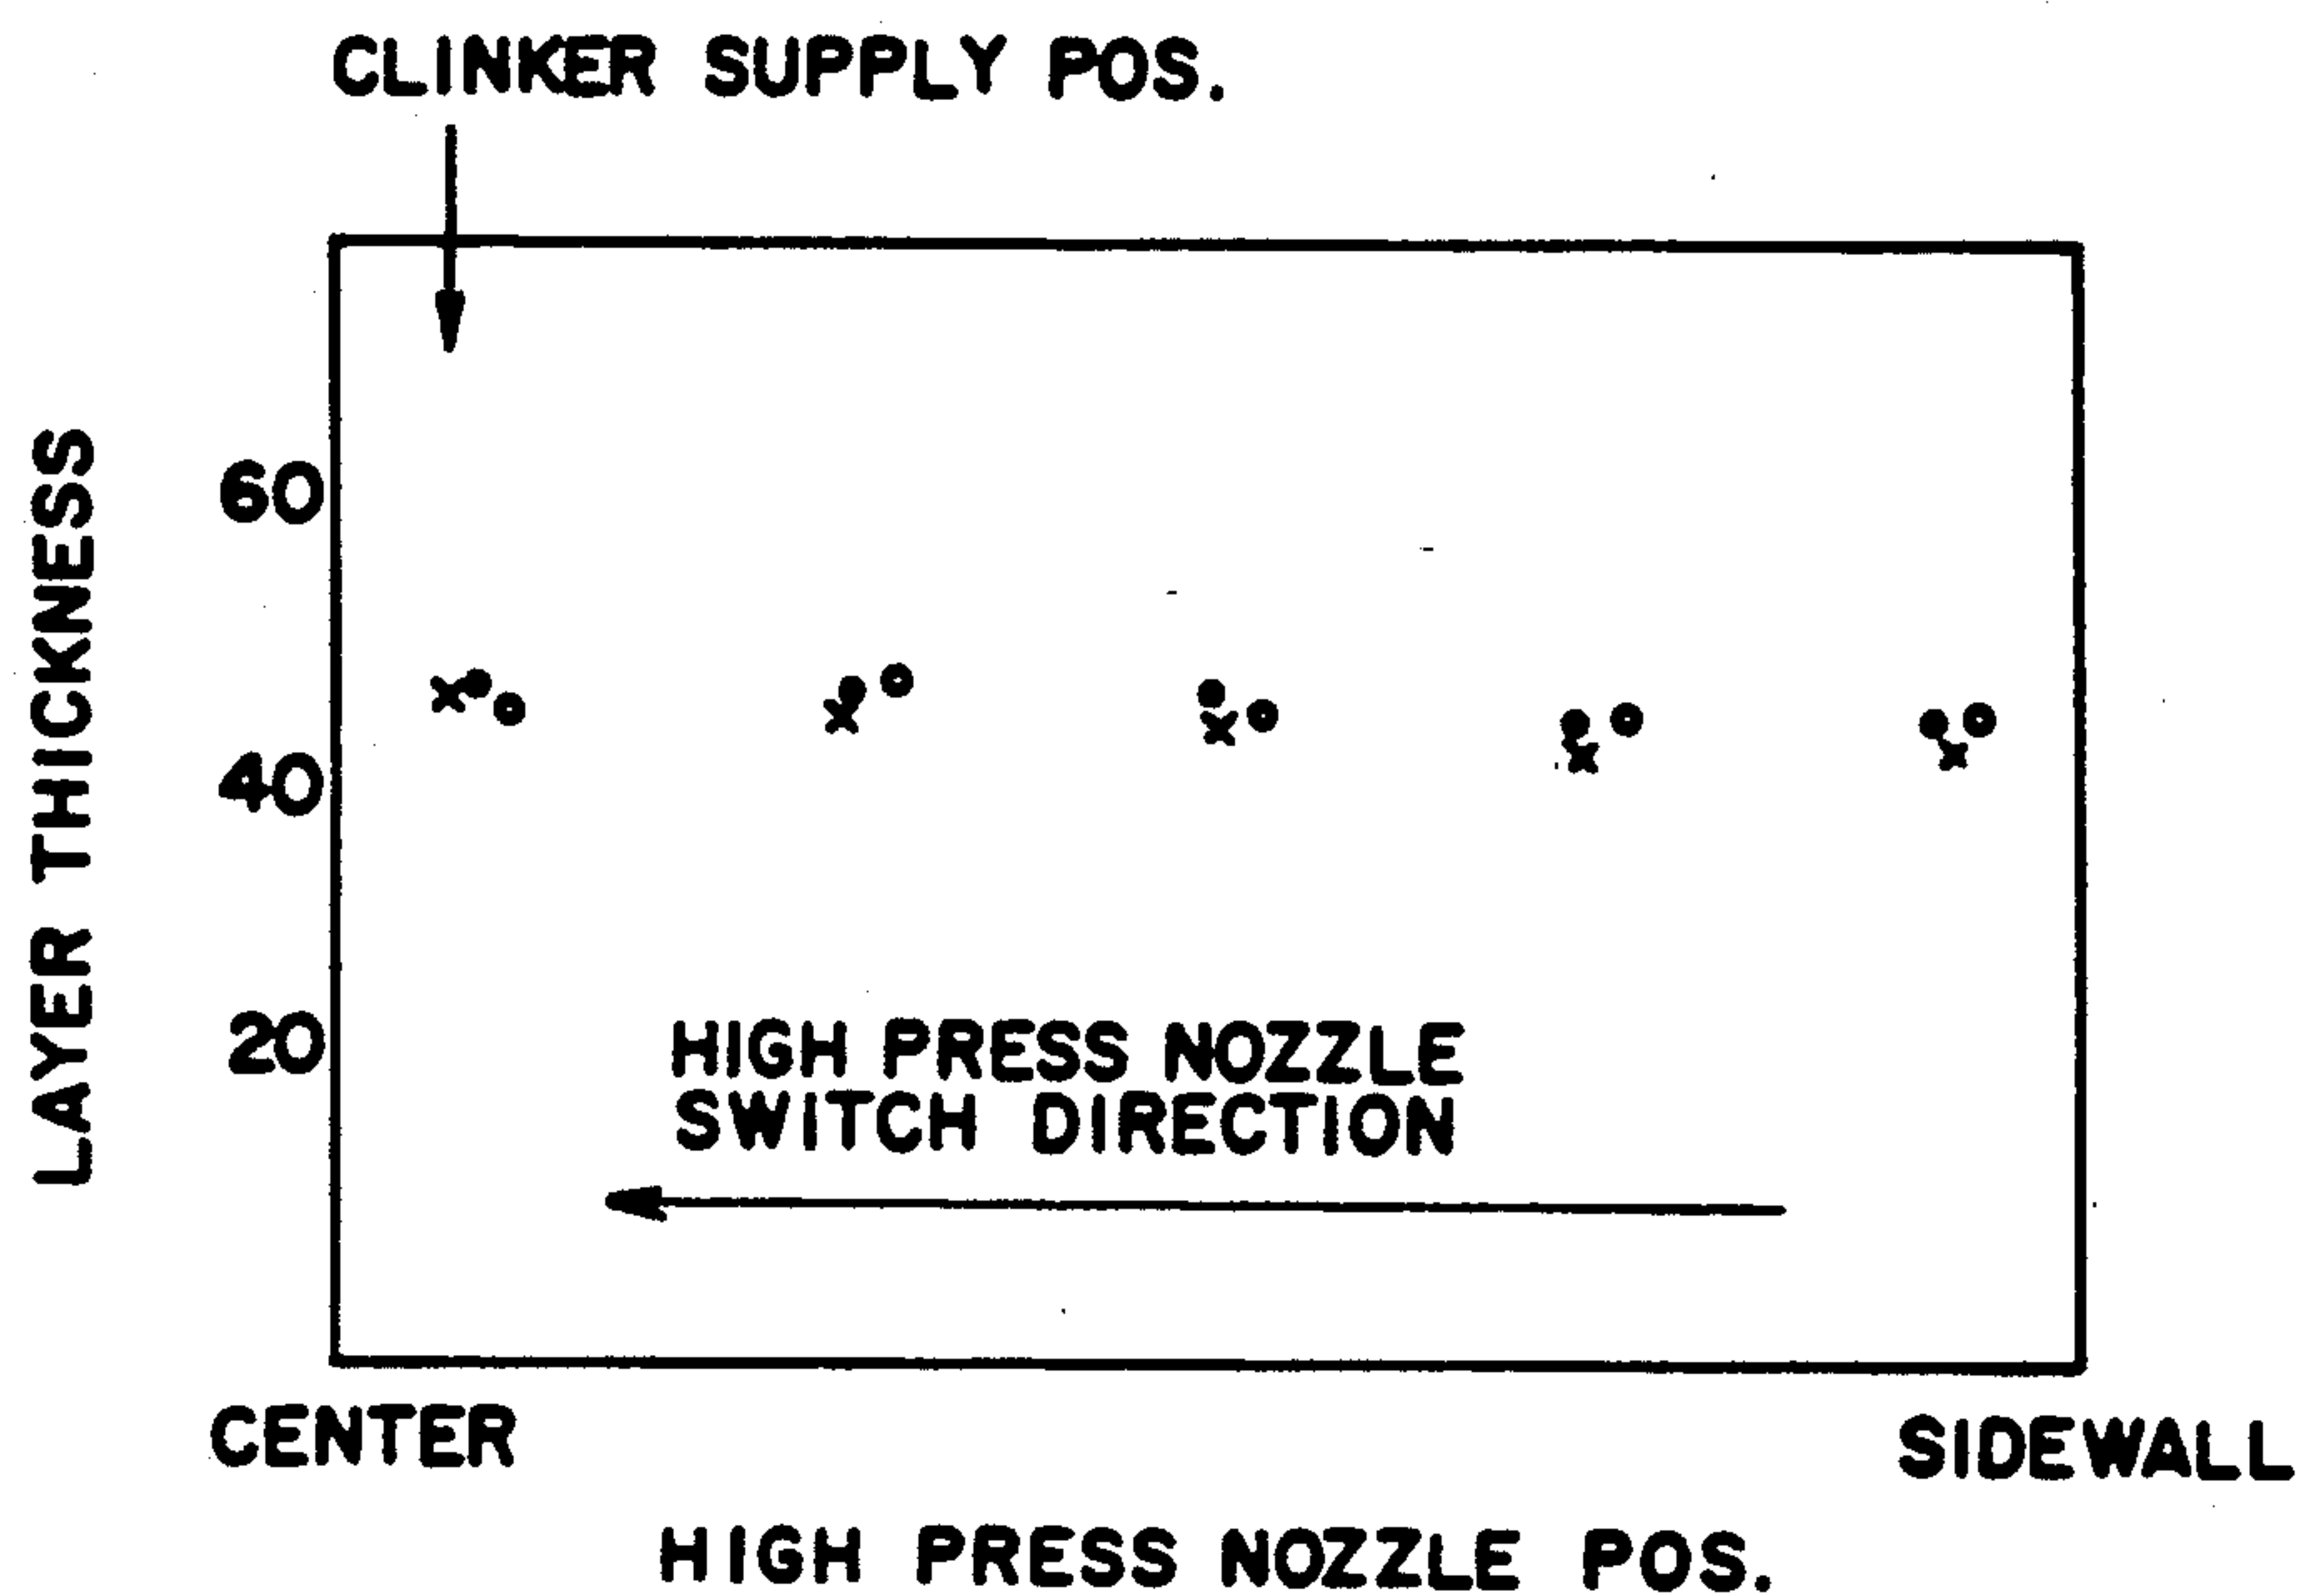 CLINKER SUPPLY POS.
LAYER THICKNESS
60
40
20
HIGH PRESS NOZZLE
SWITCH DIRECTION
CENTER
SIDEWALL
HIGH PRESS NOZZLE POS.